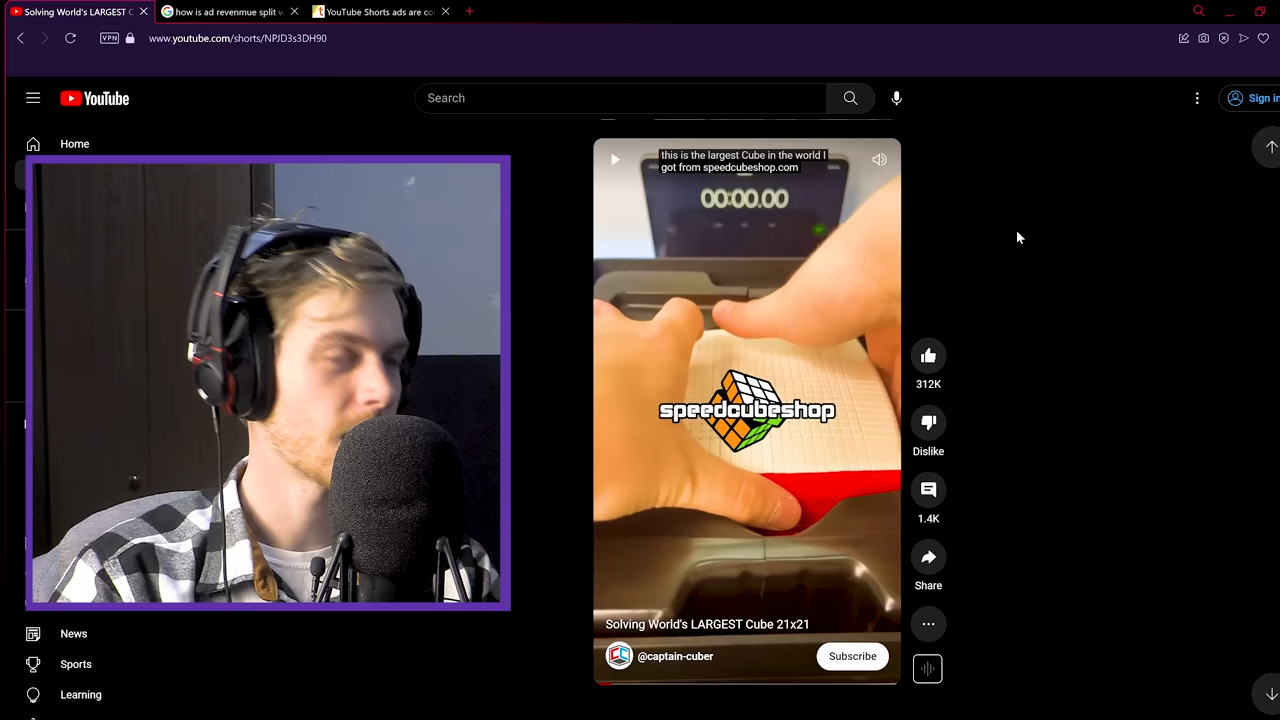 Solving World's LARGEST C
how is ad revenmue split w
YouTube Shorts ads are co
VPN
www.youtube.com/shorts/NPJD3s3DH90
YouTube
Search
Sign in
Home
this is the largest Cube in the world I
got from speedcubeshop.com
00:00.00
speedcubeshop
312K
Dislike
1.4K
Share
Solving World's LARGEST Cube 21x21
@captain-cuber
Subscribe
News
Sports
Learning